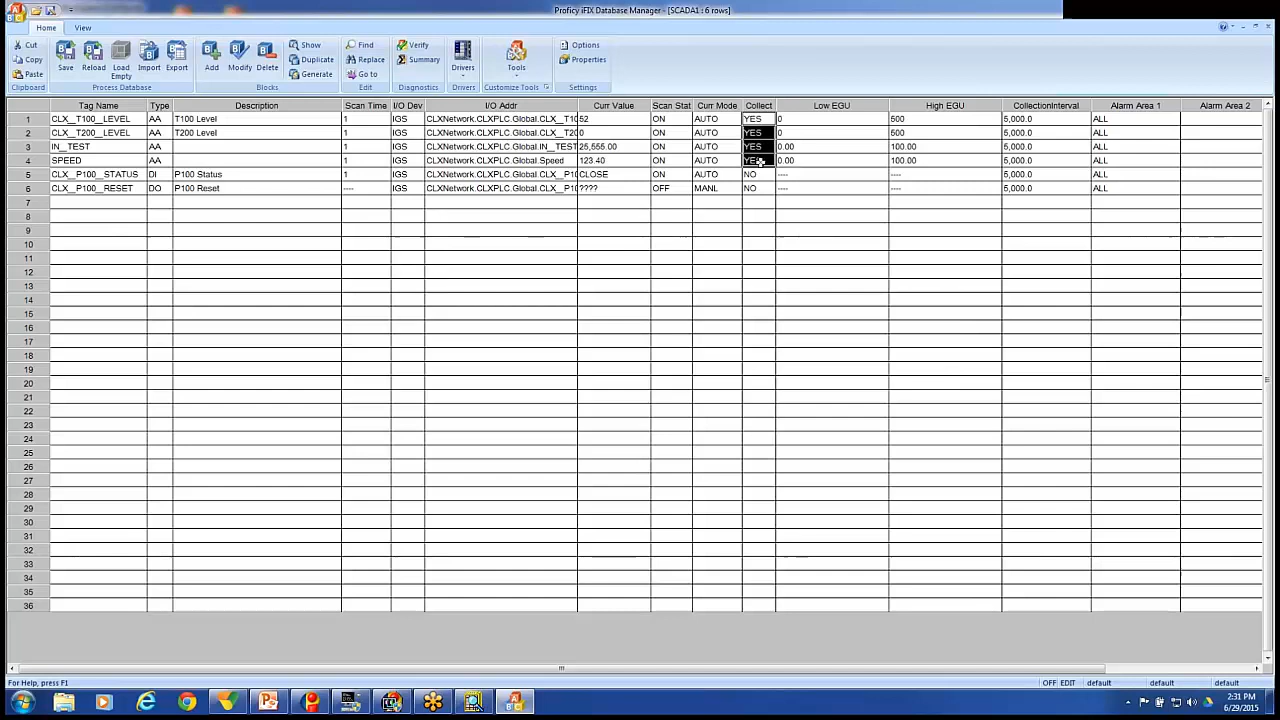 Proficy iFIX Database Manager - [SCADA1 : 6 rows]
Home View
Cut Copy Paste Clipboard
Save Reload Load Empty Import Export Process Database
Add Modify Delete Show Duplicate Generate Blocks
Find Replace Go to Edit
Verify Summary Diagnostics
Drivers Drivers
Tools Customize Tools
Options Properties Settings
Tag Name Type Description Scan Time I/O Dev I/O Addr Curr Value Scan Stat Curr Mode Collect Low EGU High EGU CollectionInterval Alarm Area 1 Alarm Area 2
1 CLX__T100__LEVEL AA T100 Level 1 IGS CLXNetwork.CLXPLC.Global.CLX__T10 52 ON AUTO YES 0 500 5,000.0 ALL
2 CLX__T200__LEVEL AA T200 Level 1 IGS CLXNetwork.CLXPLC.Global.CLX__T20 0 ON AUTO YES 0 500 5,000.0 ALL
3 IN__TEST AA 1 IGS CLXNetwork.CLXPLC.Global.IN__TEST 25,555.00 ON AUTO YES 0.00 100.00 5,000.0 ALL
4 SPEED AA 1 IGS CLXNetwork.CLXPLC.Global.Speed 123.40 ON AUTO YES 0.00 100.00 5,000.0 ALL
5 CLX__P100__STATUS DI P100 Status 1 IGS CLXNetwork.CLXPLC.Global.CLX__P10 CLOSE ON AUTO NO ---- ---- 5,000.0 ALL
6 CLX__P100__RESET DO P100 Reset ---- IGS CLXNetwork.CLXPLC.Global.CLX__P10 ???? OFF MANL NO ---- ---- 5,000.0 ALL
7
8
9
10
11
12
13
14
15
16
17
18
19
20
21
22
23
24
25
26
27
28
29
30
31
32
33
34
35
36
For Help, press F1 OFF EDIT default default default
2:31 PM
6/29/2015